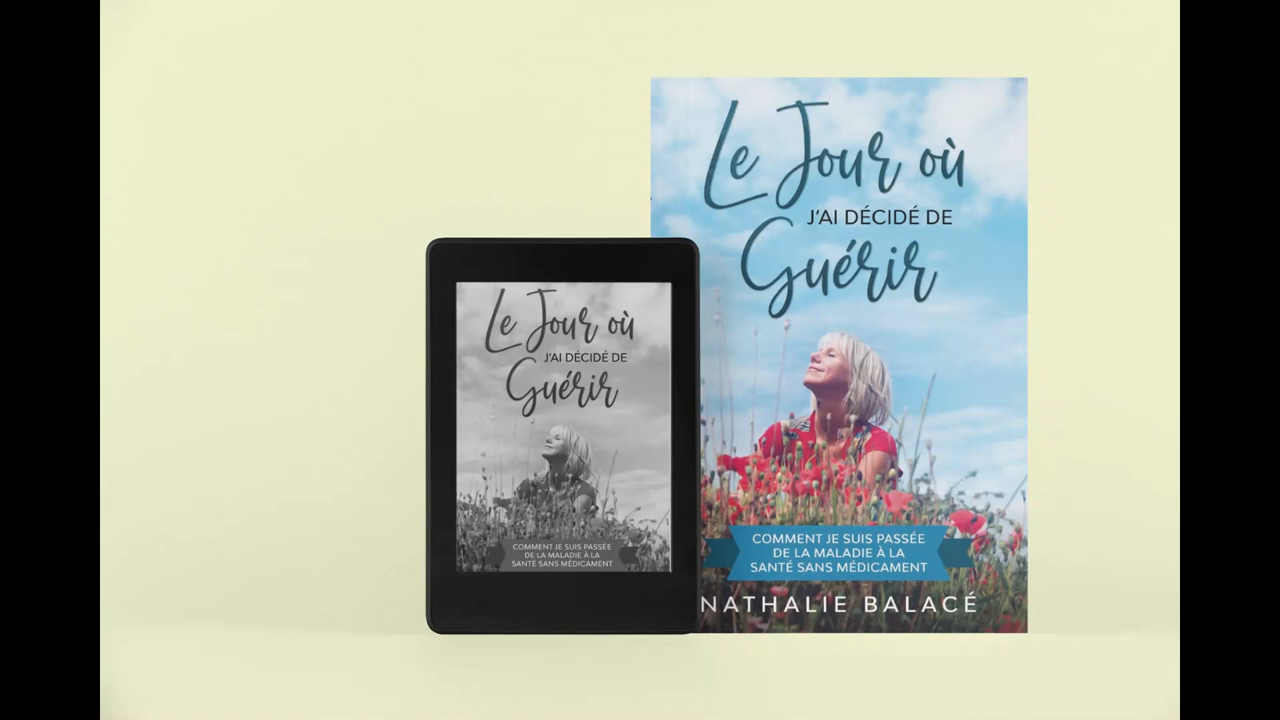 Le Jour où
J'AI DÉCIDÉ DE
Guérir
COMMENT JE SUIS PASSÉE
DE LA MALADIE À LA
SANTÉ SANS MÉDICAMENT
Le Jour où
J'AI DÉCIDÉ DE
Guérir
COMMENT JE SUIS PASSÉE
DE LA MALADIE À LA
SANTÉ SANS MÉDICAMENT
NATHALIE BALACÉ